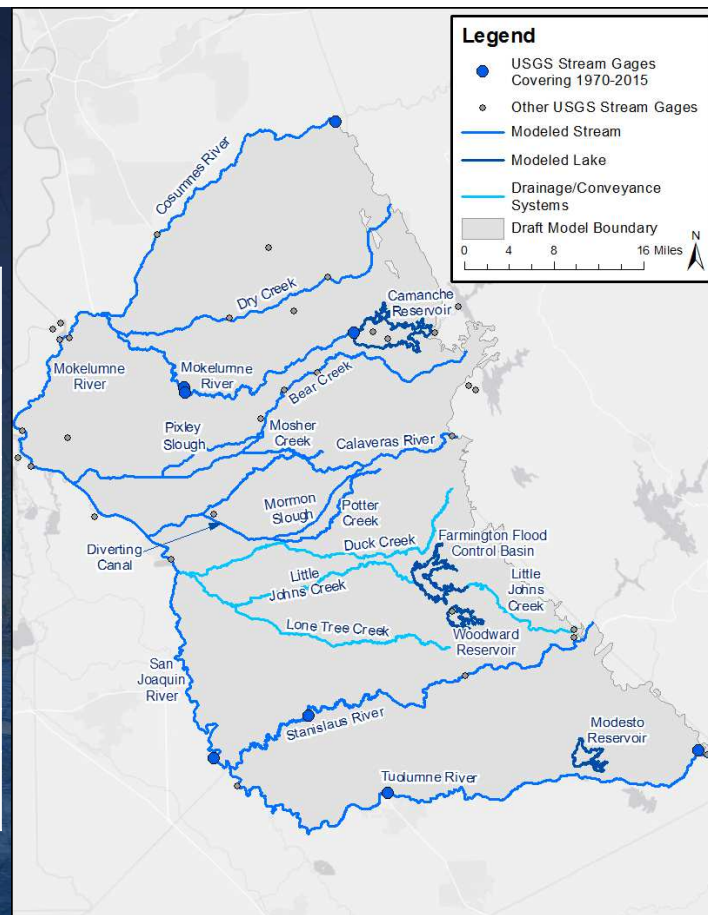 Legend
USGS Stream Gages
Covering 1970-2015
Other USGS Stream Gages
Modeled Stream
Modeled Lake
Drainage/Conveyance
Systems
Draft Model Boundary
N
0 4 8 16 Miles
Cosumnes River
Dry Creek
Camanche
Reservoir
Mokelumne
River
Mokelumne
River
Bear Creek
Pixley
Slough
Mosher
Creek
Calaveras River
Mormon
Slough
Potter
Creek
Diverting
Canal
Duck Creek
Farmington Flood
Control Basin
Little
Johns Creek
Little
Johns
Creek
Lone Tree Creek
Woodward
Reservoir
San
Joaquin
River
Stanislaus River
Modesto
Reservoir
Tuolumne River